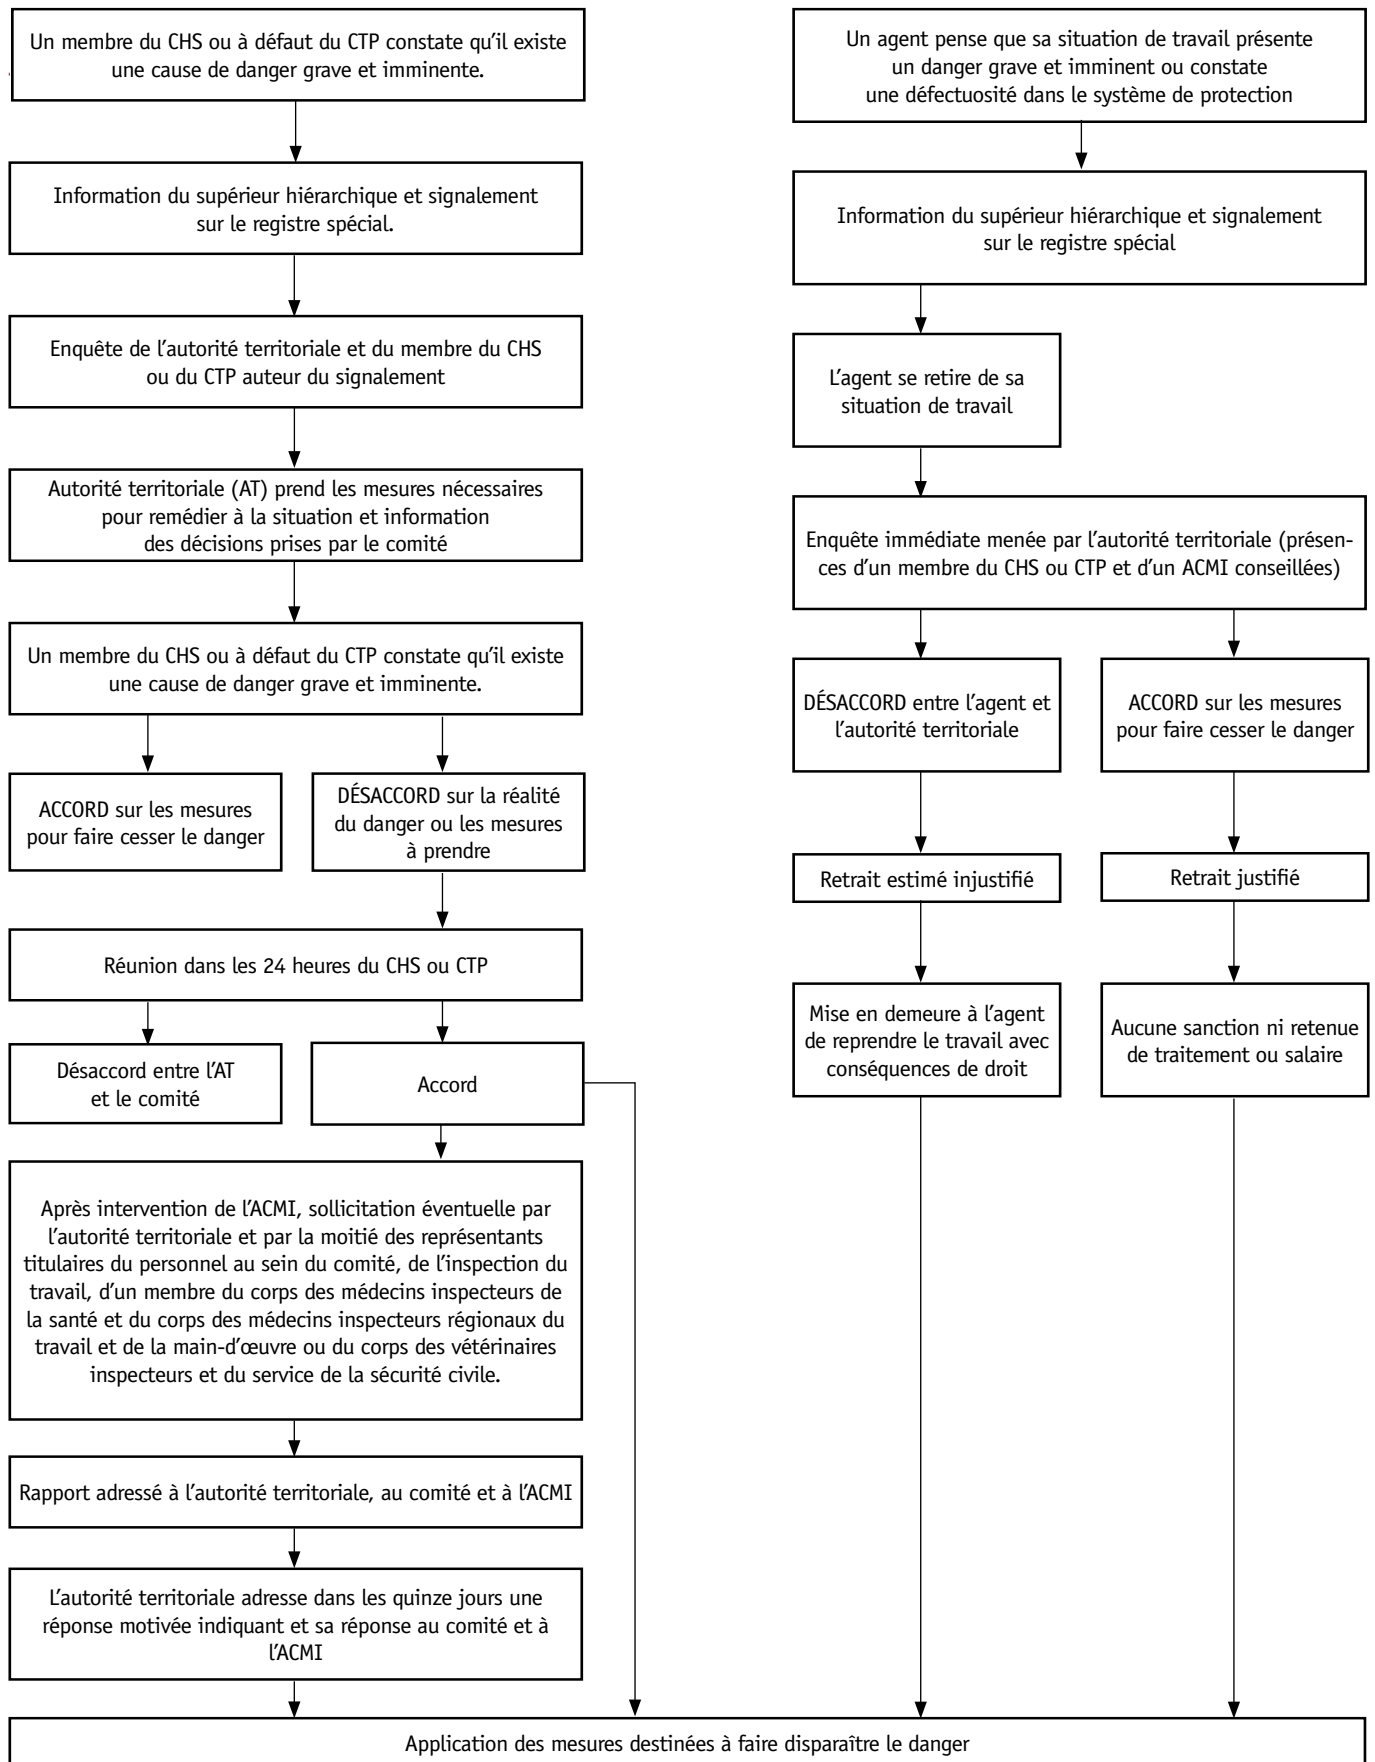 Un membre du CHS ou à défaut du CTP constate qu'il existe
une cause de danger grave et imminente.
Information du supérieur hiérarchique et signalement
sur le registre spécial.
Enquête de l'autorité territoriale et du membre du CHS
ou du CTP auteur du signalement
Autorité territoriale (AT) prend les mesures nécessaires
pour remédier à la situation et information
des décisions prises par le comité
Un membre du CHS ou à défaut du CTP constate qu'il existe
une cause de danger grave et imminente.
ACCORD sur les mesures
pour faire cesser le danger
DÉSACCORD sur la réalité
du danger ou les mesures
à prendre
Réunion dans les 24 heures du CHS ou CTP
Désaccord entre l'AT
et le comité
Accord
Après intervention de l'ACMI, sollicitation éventuelle par
l'autorité territoriale et par la moitié des représentants
titulaires du personnel au sein du comité, de l'inspection du
travail, d'un membre du corps des médecins inspecteurs de
la santé et du corps des médecins inspecteurs régionaux du
travail et de la main-d'œuvre ou du corps des vétérinaires
inspecteurs et du service de la sécurité civile.
Rapport adressé à l'autorité territoriale, au comité et à l'ACMI
L'autorité territoriale adresse dans les quinze jours une
réponse motivée indiquant et sa réponse au comité et à
l'ACMI
Un agent pense que sa situation de travail présente
un danger grave et imminent ou constate
une défectuosité dans le système de protection
Information du supérieur hiérarchique et signalement
sur le registre spécial
L'agent se retire de sa
situation de travail
Enquête immédiate menée par l'autorité territoriale (présen-
ces d'un membre du CHS ou CTP et d'un ACMI conseillées)
DÉSACCORD entre l'agent et
l'autorité territoriale
ACCORD sur les mesures
pour faire cesser le danger
Retrait estimé injustifié
Retrait justifié
Mise en demeure à l'agent
de reprendre le travail avec
conséquences de droit
Aucune sanction ni retenue
de traitement ou salaire
Application des mesures destinées à faire disparaître le danger